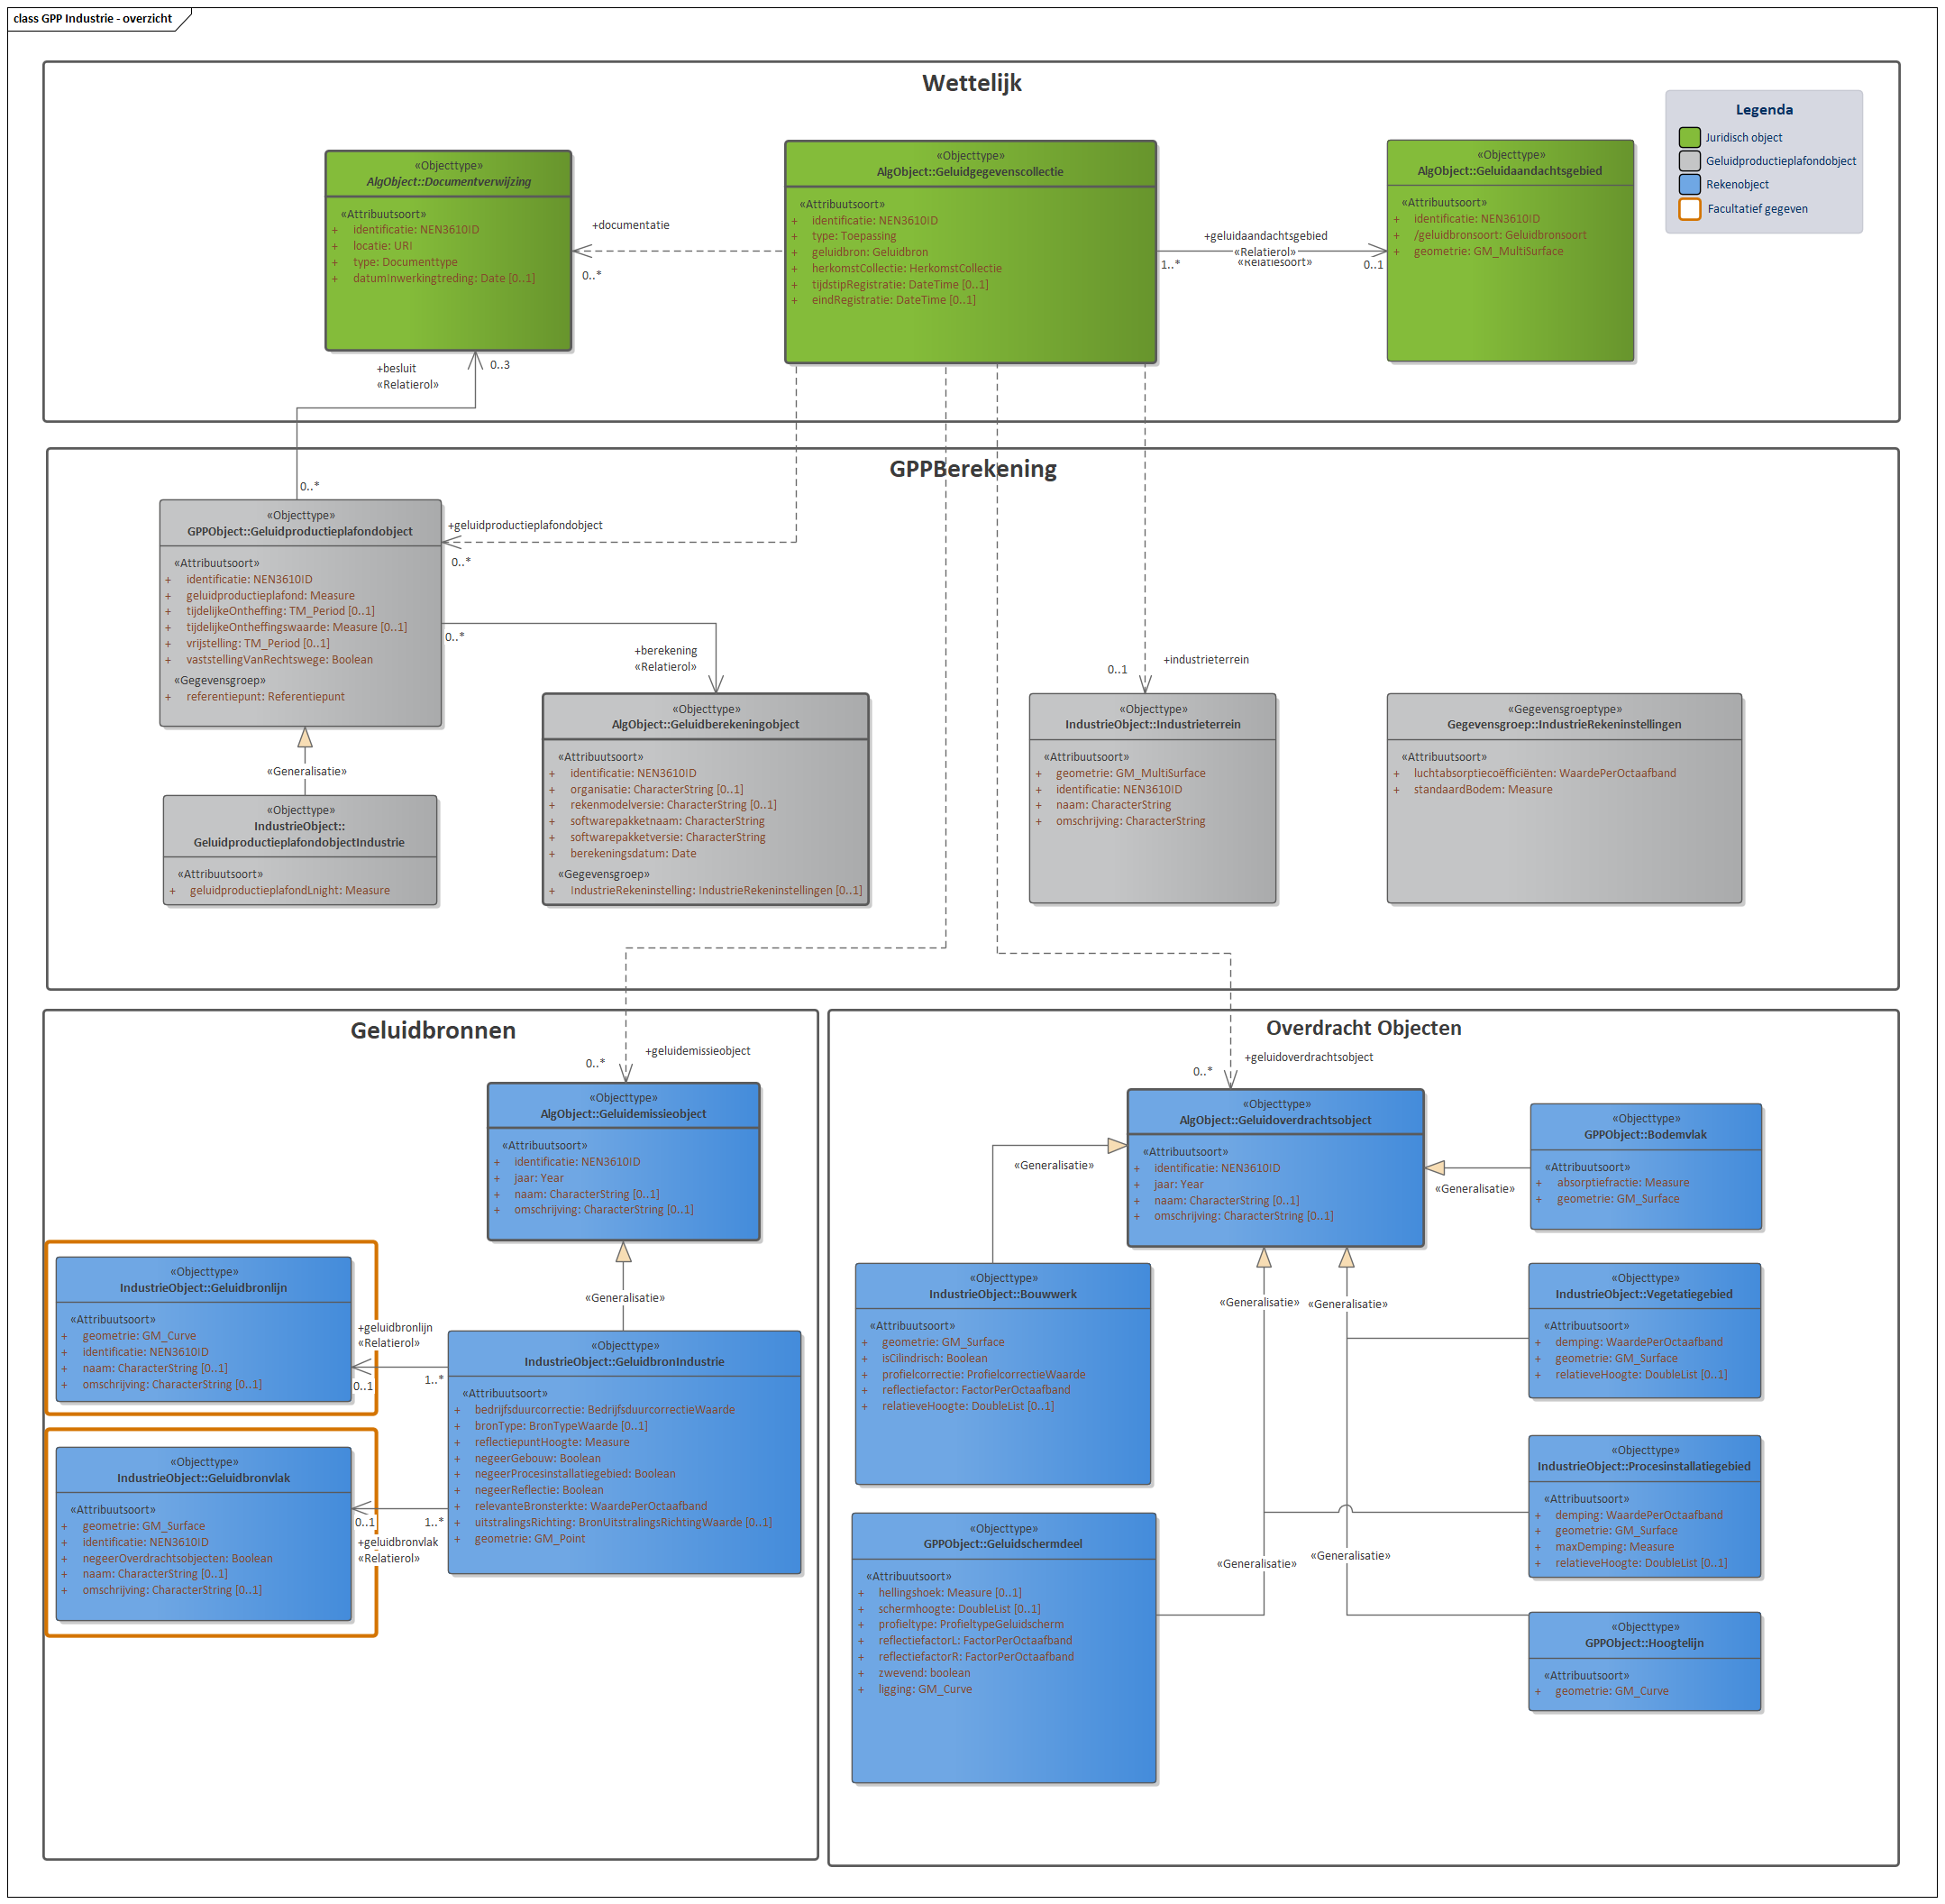 class GPP Industrie - overzicht
Wettelijk
Legenda
Juridisch object
Geluidproductieplafondobject
Rekenobject
Facultatief gegeven
«Objecttype»
AlgObject::Documentverwijzing
«Attribuutsoort»
+ identificatie: NEN3610ID
+ locatie: URI
+ type: Documenttype
+ datumInwerkingtreding: Date [0..1]
+documentatie
0..*
«Objecttype»
AlgObject::Geluidgegevenscollectie
«Attribuutsoort»
+ identificatie: NEN3610ID
+ type: Toepassing
+ geluidbron: Geluidbron
+ herkomstCollectie: HerkomstCollectie
+ tijdstipRegistratie: DateTime [0..1]
+ eindRegistratie: DateTime [0..1]
+geluidaandachtsgebied
«Relatierol»
«Relatiesoort»
1..*
0..1
«Objecttype»
AlgObject::Geluidaandachtsgebied
«Attribuutsoort»
+ identificatie: NEN3610ID
+ /geluidbronsoort: Geluidbronsoort
+ geometrie: GM_MultiSurface
+besluit
«Relatierol»
0..3
GPPBerekening
0..*
«Objecttype»
GPPObject::Geluidproductieplafondobject
«Attribuutsoort»
+ identificatie: NEN3610ID
+ geluidproductieplafond: Measure
+ tijdelijkeOntheffing: TM_Period [0..1]
+ tijdelijkeOntheffingswaarde: Measure [0..1]
+ vrijstelling: TM_Period [0..1]
+ vaststellingVanRechtswege: Boolean
«Gegevensgroep»
+ referentiepunt: Referentiepunt
+geluidproductieplafondobject
0..*
0..*
+berekening
«Relatierol»
«Generalisatie»
«Objecttype»
IndustrieObject::
GeluidproductieplafondobjectIndustrie
«Attribuutsoort»
+ geluidproductieplafondLnight: Measure
«Objecttype»
AlgObject::Geluidberekeningobject
«Attribuutsoort»
+ identificatie: NEN3610ID
+ organisatie: CharacterString [0..1]
+ rekenmodelversie: CharacterString [0..1]
+ softwarepakketnaam: CharacterString
+ softwarepakketversie: CharacterString
+ berekeningsdatum: Date
«Gegevensgroep»
+ IndustrieRekeninstelling: IndustrieRekeninstellingen [0..1]
+industrieterrein
0..1
«Objecttype»
IndustrieObject::Industrieterrein
«Attribuutsoort»
+ geometrie: GM_MultiSurface
+ identificatie: NEN3610ID
+ naam: CharacterString
+ omschrijving: CharacterString
«Gegevensgroeptype»
Gegevensgroep::IndustrieRekeninstellingen
«Attribuutsoort»
+ luchtabsorptiecoëfficiënten: WaardePerOctaafband
+ standaardBodem: Measure
Geluidbronnen
+geluidemissieobject
0..*
«Objecttype»
AlgObject::Geluidemissieobject
«Attribuutsoort»
+ identificatie: NEN3610ID
+ jaar: Year
+ naam: CharacterString [0..1]
+ omschrijving: CharacterString [0..1]
«Generalisatie»
«Objecttype»
IndustrieObject::Geluidbronlijn
«Attribuutsoort»
+ geometrie: GM_Curve
+ identificatie: NEN3610ID
+ naam: CharacterString [0..1]
+ omschrijving: CharacterString [0..1]
+geluidbronlijn
«Relatierol»
0..1
1..*
«Objecttype»
IndustrieObject::GeluidbronIndustrie
«Attribuutsoort»
+ bedrijfsduurcorrectie: BedrijfsduurcorrectieWaarde
+ bronType: BronTypeWaarde [0..1]
+ reflectiepuntHoogte: Measure
+ negeerGebouw: Boolean
+ negeerProcesinstallatiegebied: Boolean
+ negeerReflectie: Boolean
+ relevanteBronsterkte: WaardePerOctaafband
+ uitstralingsRichting: BronUitstralingsRichtingWaarde [0..1]
+ geometrie: GM_Point
«Objecttype»
IndustrieObject::Geluidbronvlak
«Attribuutsoort»
+ geometrie: GM_Surface
+ identificatie: NEN3610ID
+ negeerOverdrachtsobjecten: Boolean
+ naam: CharacterString [0..1]
+ omschrijving: CharacterString [0..1]
0..1
1..*
+geluidbronvlak
«Relatierol»
Overdracht Objecten
+geluidoverdrachtsobject
0..*
«Objecttype»
AlgObject::Geluidoverdrachtsobject
«Attribuutsoort»
+ identificatie: NEN3610ID
+ jaar: Year
+ naam: CharacterString [0..1]
+ omschrijving: CharacterString [0..1]
«Generalisatie»
«Generalisatie»
«Objecttype»
GPPObject::Bodemvlak
«Attribuutsoort»
+ absorptiefractie: Measure
+ geometrie: GM_Surface
«Objecttype»
IndustrieObject::Bouwwerk
«Attribuutsoort»
+ geometrie: GM_Surface
+ isCilindrisch: Boolean
+ profielcorrectie: ProfielcorrectieWaarde
+ reflectiefactor: FactorPerOctaafband
+ relatieveHoogte: DoubleList [0..1]
«Generalisatie»
«Generalisatie»
«Objecttype»
IndustrieObject::Vegetatiegebied
«Attribuutsoort»
+ demping: WaardePerOctaafband
+ geometrie: GM_Surface
+ relatieveHoogte: DoubleList [0..1]
«Objecttype»
IndustrieObject::Procesinstallatiegebied
«Attribuutsoort»
+ demping: WaardePerOctaafband
+ geometrie: GM_Surface
+ maxDemping: Measure
+ relatieveHoogte: DoubleList [0..1]
«Objecttype»
GPPObject::Geluidschermdeel
«Attribuutsoort»
+ hellingshoek: Measure [0..1]
+ schermhoogte: DoubleList [0..1]
+ profieltype: ProfieltypeGeluidscherm
+ reflectiefactorL: FactorPerOctaafband
+ reflectiefactorR: FactorPerOctaafband
+ zwevend: boolean
+ ligging: GM_Curve
«Generalisatie»
«Generalisatie»
«Objecttype»
GPPObject::Hoogtelijn
«Attribuutsoort»
+ geometrie: GM_Curve